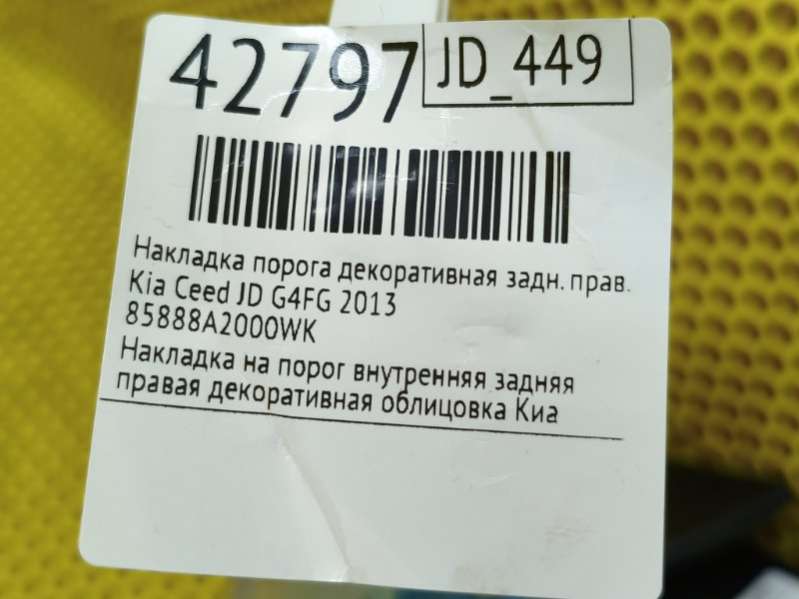 42797
JD_449
Накладка порога декоративная задн. прав.
Kia Ceed JD G4FG 2013
85888A2000WK
Накладка на порог внутренняя задняя
правая декоративная облицовка Киа